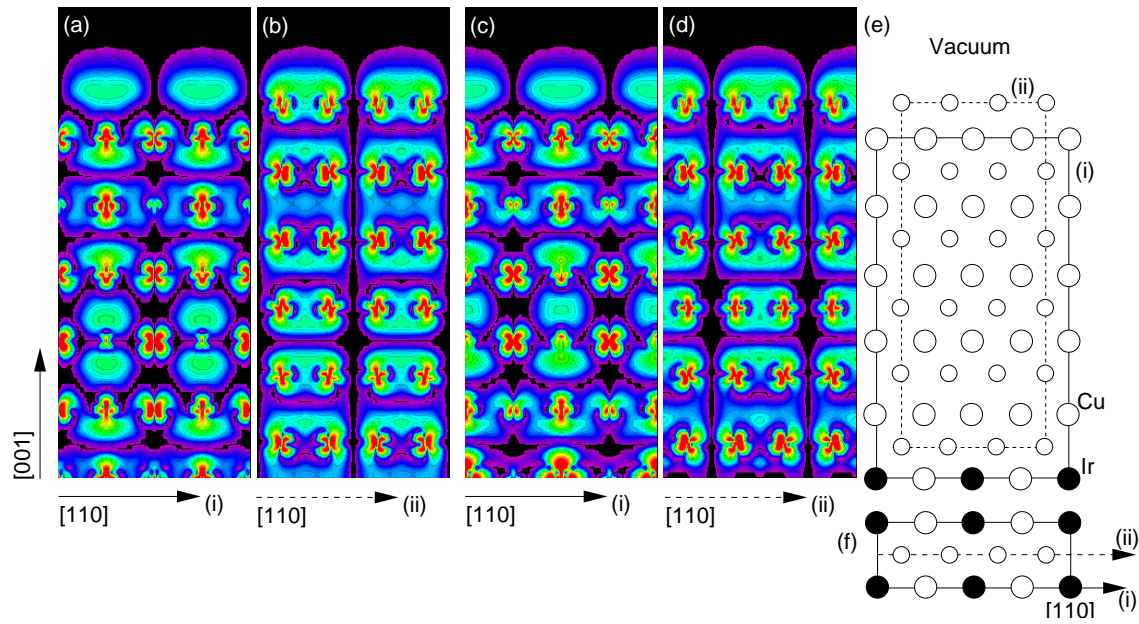 (a)
(b)
(c)
(d)
(e)
Vacuum
(ii)
(i)
Cu
Ir
[001]
[110]
(i)
[110]
(ii)
[110]
(i)
[110]
(ii)
(f)
(ii)
(i)
[110]